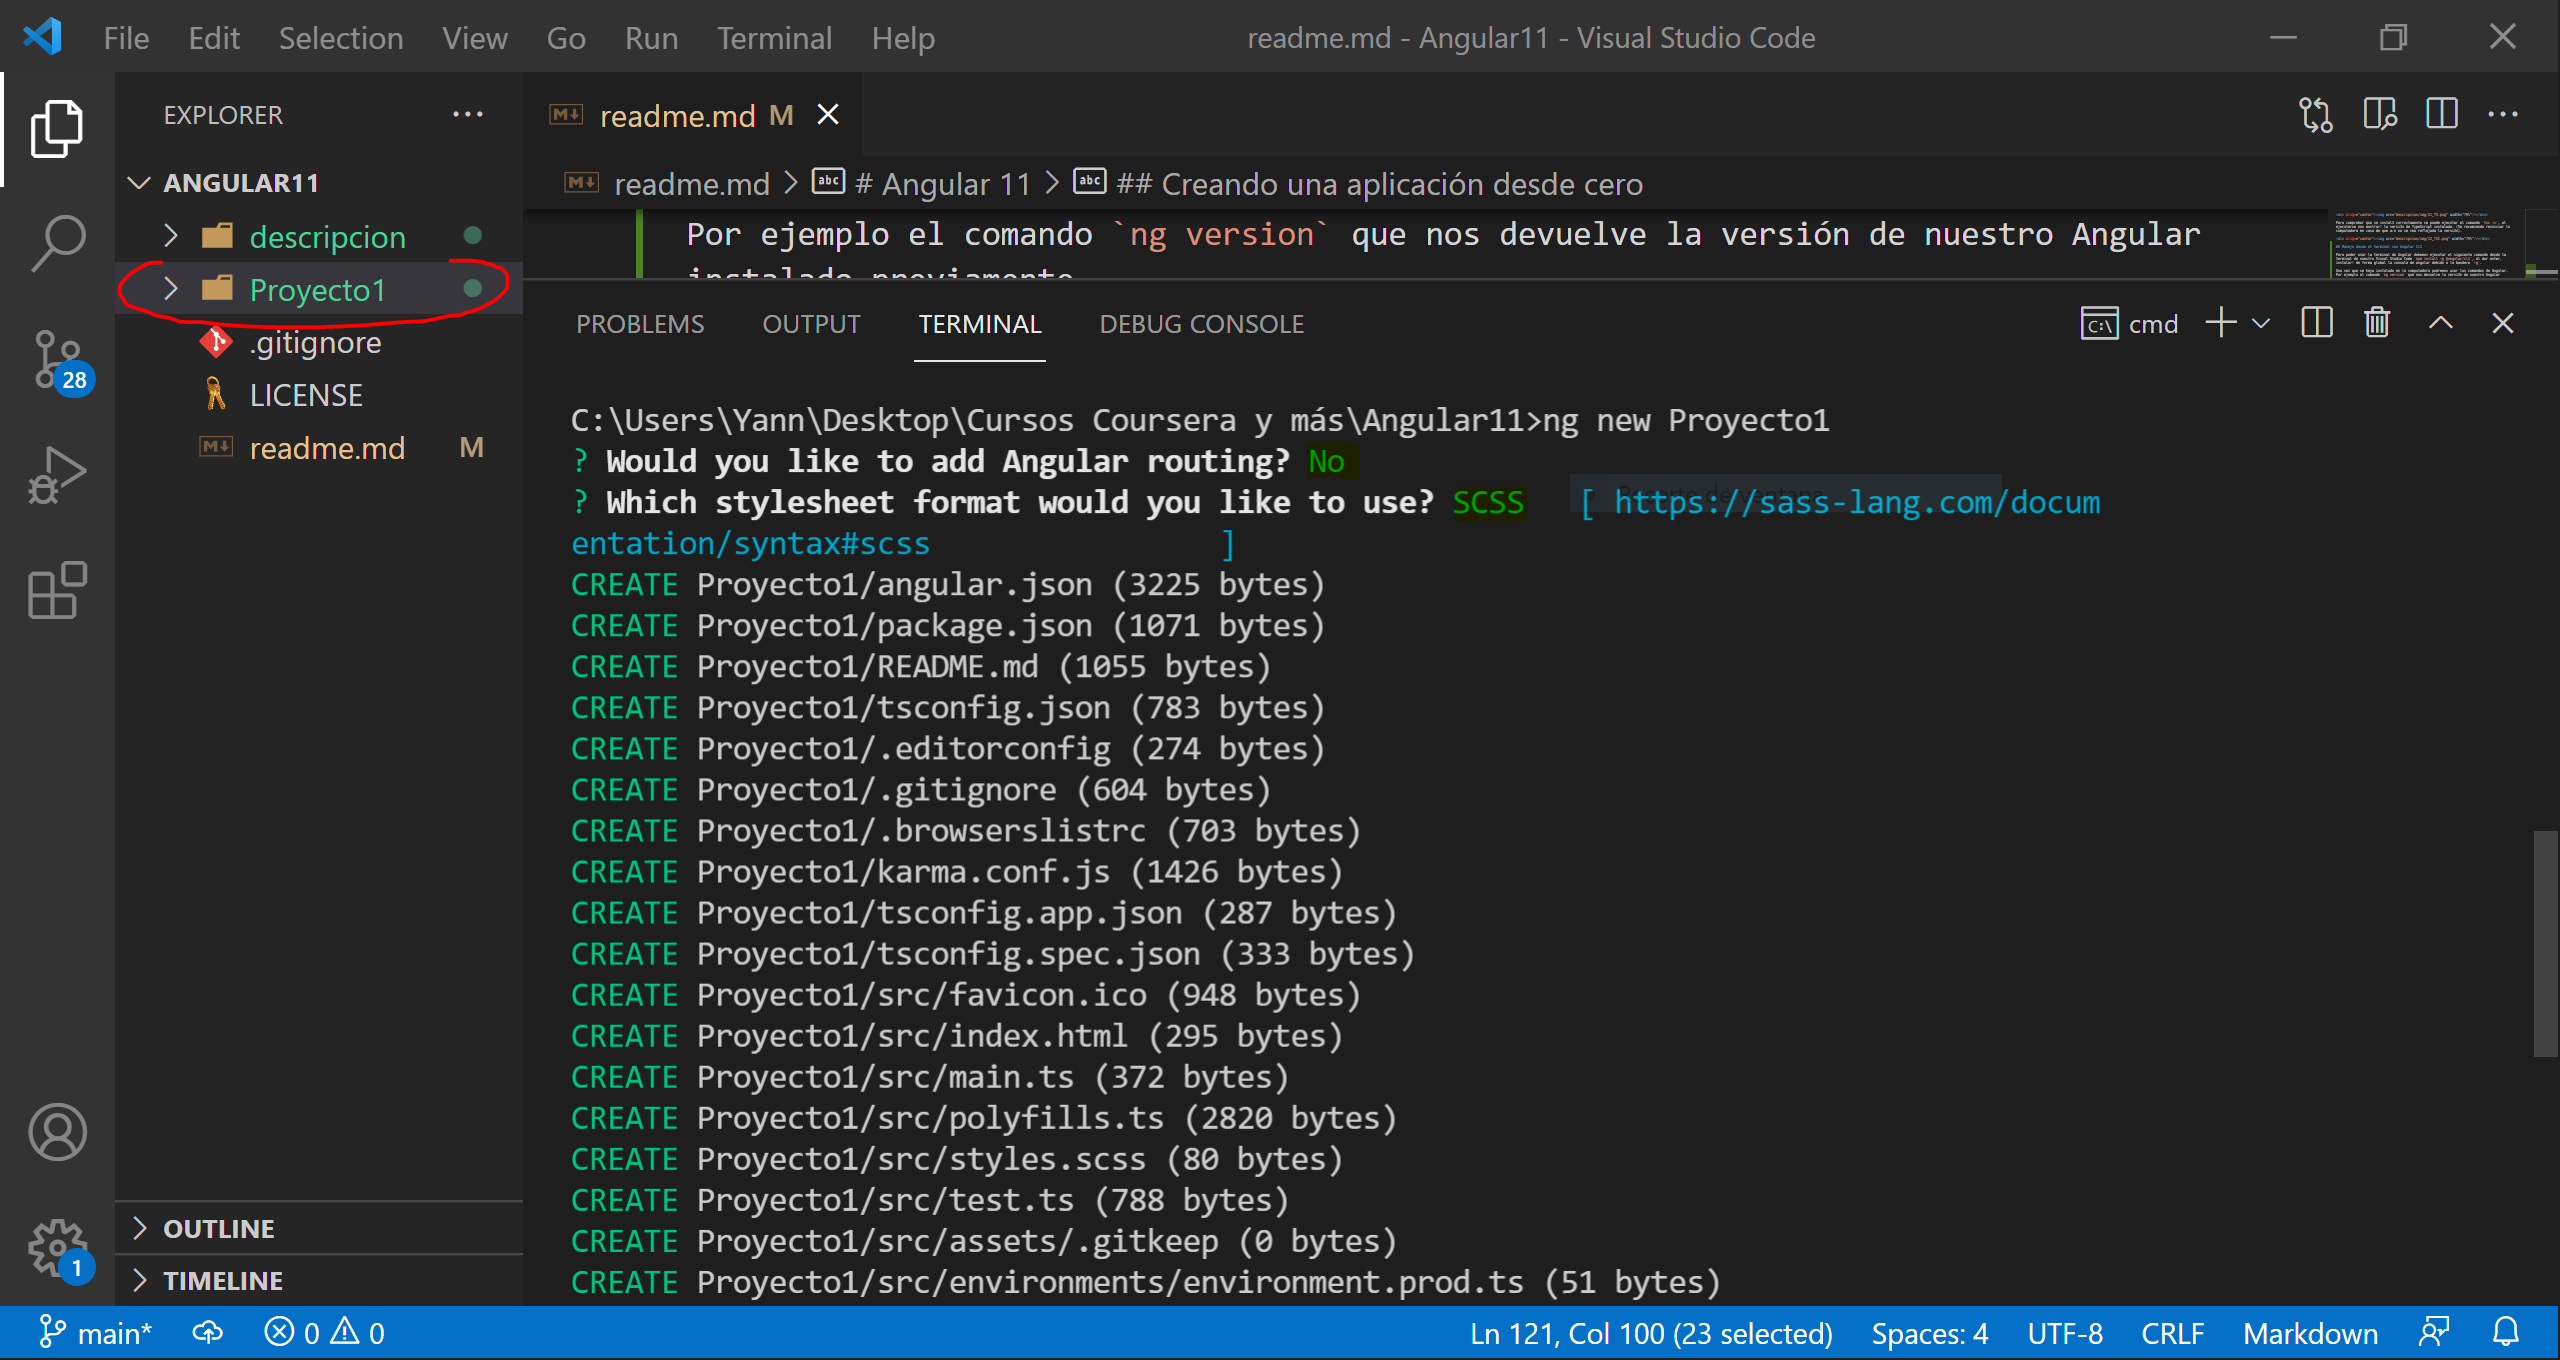 File Edit Selection View Go Run Terminal Help readme.md - Angular11 - Visual Studio Code
EXPLORER
readme.md M
ANGULAR11
readme.md > # Angular 11 > ## Creando una aplicación desde cero
descripcion
Por ejemplo el comando `ng version` que nos devuelve la versión de nuestro Angular
instalado previamente
Proyecto1
.gitignore
LICENSE
readme.md M
28
PROBLEMS OUTPUT TERMINAL DEBUG CONSOLE cmd
C:\Users\Yann\Desktop\Cursos Coursera y más\Angular11>ng new Proyecto1
? Would you like to add Angular routing? No
? Which stylesheet format would you like to use? SCSS [ https://sass-lang.com/docum
entation/syntax#scss ]
CREATE Proyecto1/angular.json (3225 bytes)
CREATE Proyecto1/package.json (1071 bytes)
CREATE Proyecto1/README.md (1055 bytes)
CREATE Proyecto1/tsconfig.json (783 bytes)
CREATE Proyecto1/.editorconfig (274 bytes)
CREATE Proyecto1/.gitignore (604 bytes)
CREATE Proyecto1/.browserslistrc (703 bytes)
CREATE Proyecto1/karma.conf.js (1426 bytes)
CREATE Proyecto1/tsconfig.app.json (287 bytes)
CREATE Proyecto1/tsconfig.spec.json (333 bytes)
CREATE Proyecto1/src/favicon.ico (948 bytes)
CREATE Proyecto1/src/index.html (295 bytes)
CREATE Proyecto1/src/main.ts (372 bytes)
CREATE Proyecto1/src/polyfills.ts (2820 bytes)
CREATE Proyecto1/src/styles.scss (80 bytes)
CREATE Proyecto1/src/test.ts (788 bytes)
CREATE Proyecto1/src/assets/.gitkeep (0 bytes)
CREATE Proyecto1/src/environments/environment.prod.ts (51 bytes)
OUTLINE
TIMELINE
1
main* 0 0 Ln 121, Col 100 (23 selected) Spaces: 4 UTF-8 CRLF Markdown